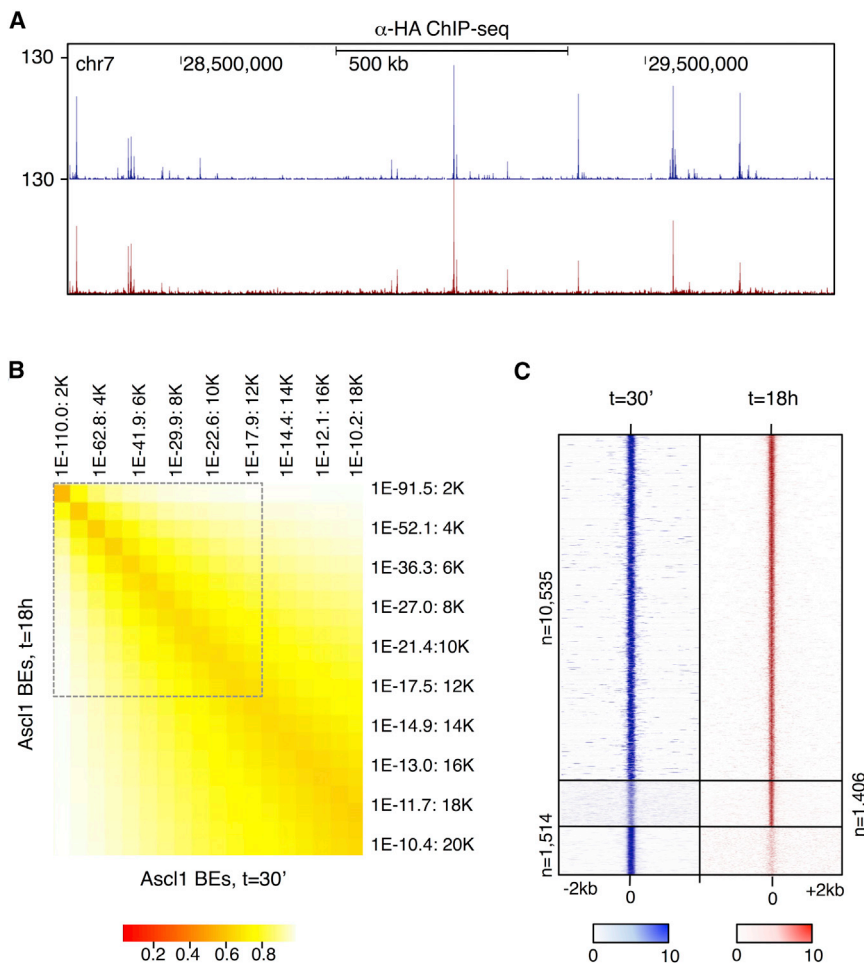 A
α-HA ChIP-seq
130
chr7
28,500,000
500 kb
29,500,000
130
B
1E-110.0: 2K
1E-62.8: 4K
1E-41.9: 6K
1E-29.9: 8K
1E-22.6: 10K
1E-17.9: 12K
1E-14.4: 14K
1E-12.1: 16K
1E-10.2: 18K
1E-91.5: 2K
1E-52.1: 4K
1E-36.3: 6K
1E-27.0: 8K
1E-21.4:10K
1E-17.5: 12K
1E-14.9: 14K
1E-13.0: 16K
1E-11.7: 18K
1E-10.4: 20K
Ascl1 BEs, t=18h
Ascl1 BEs, t=30'
0.2 0.4 0.6 0.8
C
t=30' t=18h
n=10,535
n=1,514
n=1,406
-2kb 0 0 +2kb
0 10 0 10